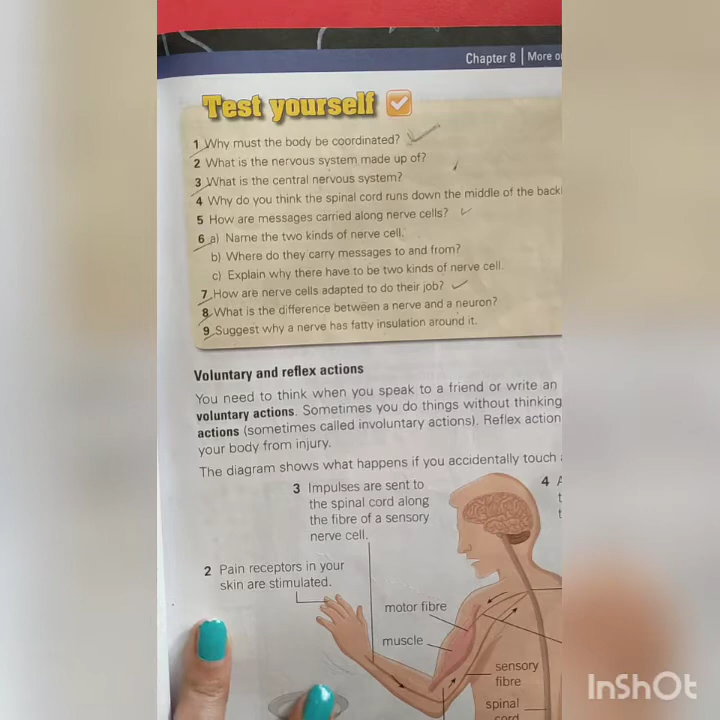 Chapter 8 | More o
Test yourself
1 Why must the body be coordinated?
2 What is the nervous system made up of?
3 What is the central nervous system?
4 Why do you think the spinal cord runs down the middle of the back
5 How are messages carried along nerve cells?
6 a) Name the two kinds of nerve cell.
b) Where do they carry messages to and from?
c) Explain why there have to be two kinds of nerve cell.
7 How are nerve cells adapted to do their job?
8 What is the difference between a nerve and a neuron?
9 Suggest why a nerve has fatty insulation around it.
Voluntary and reflex actions
You need to think when you speak to a friend or write an
voluntary actions. Sometimes you do things without thinking
actions (sometimes called involuntary actions). Reflex action
your body from injury.
The diagram shows what happens if you accidentally touch
3 Impulses are sent to
the spinal cord along
the fibre of a sensory
nerve cell.
4
2 Pain receptors in your
skin are stimulated.
motor fibre
muscle
sensory
fibre
spinal
cord
InShOt